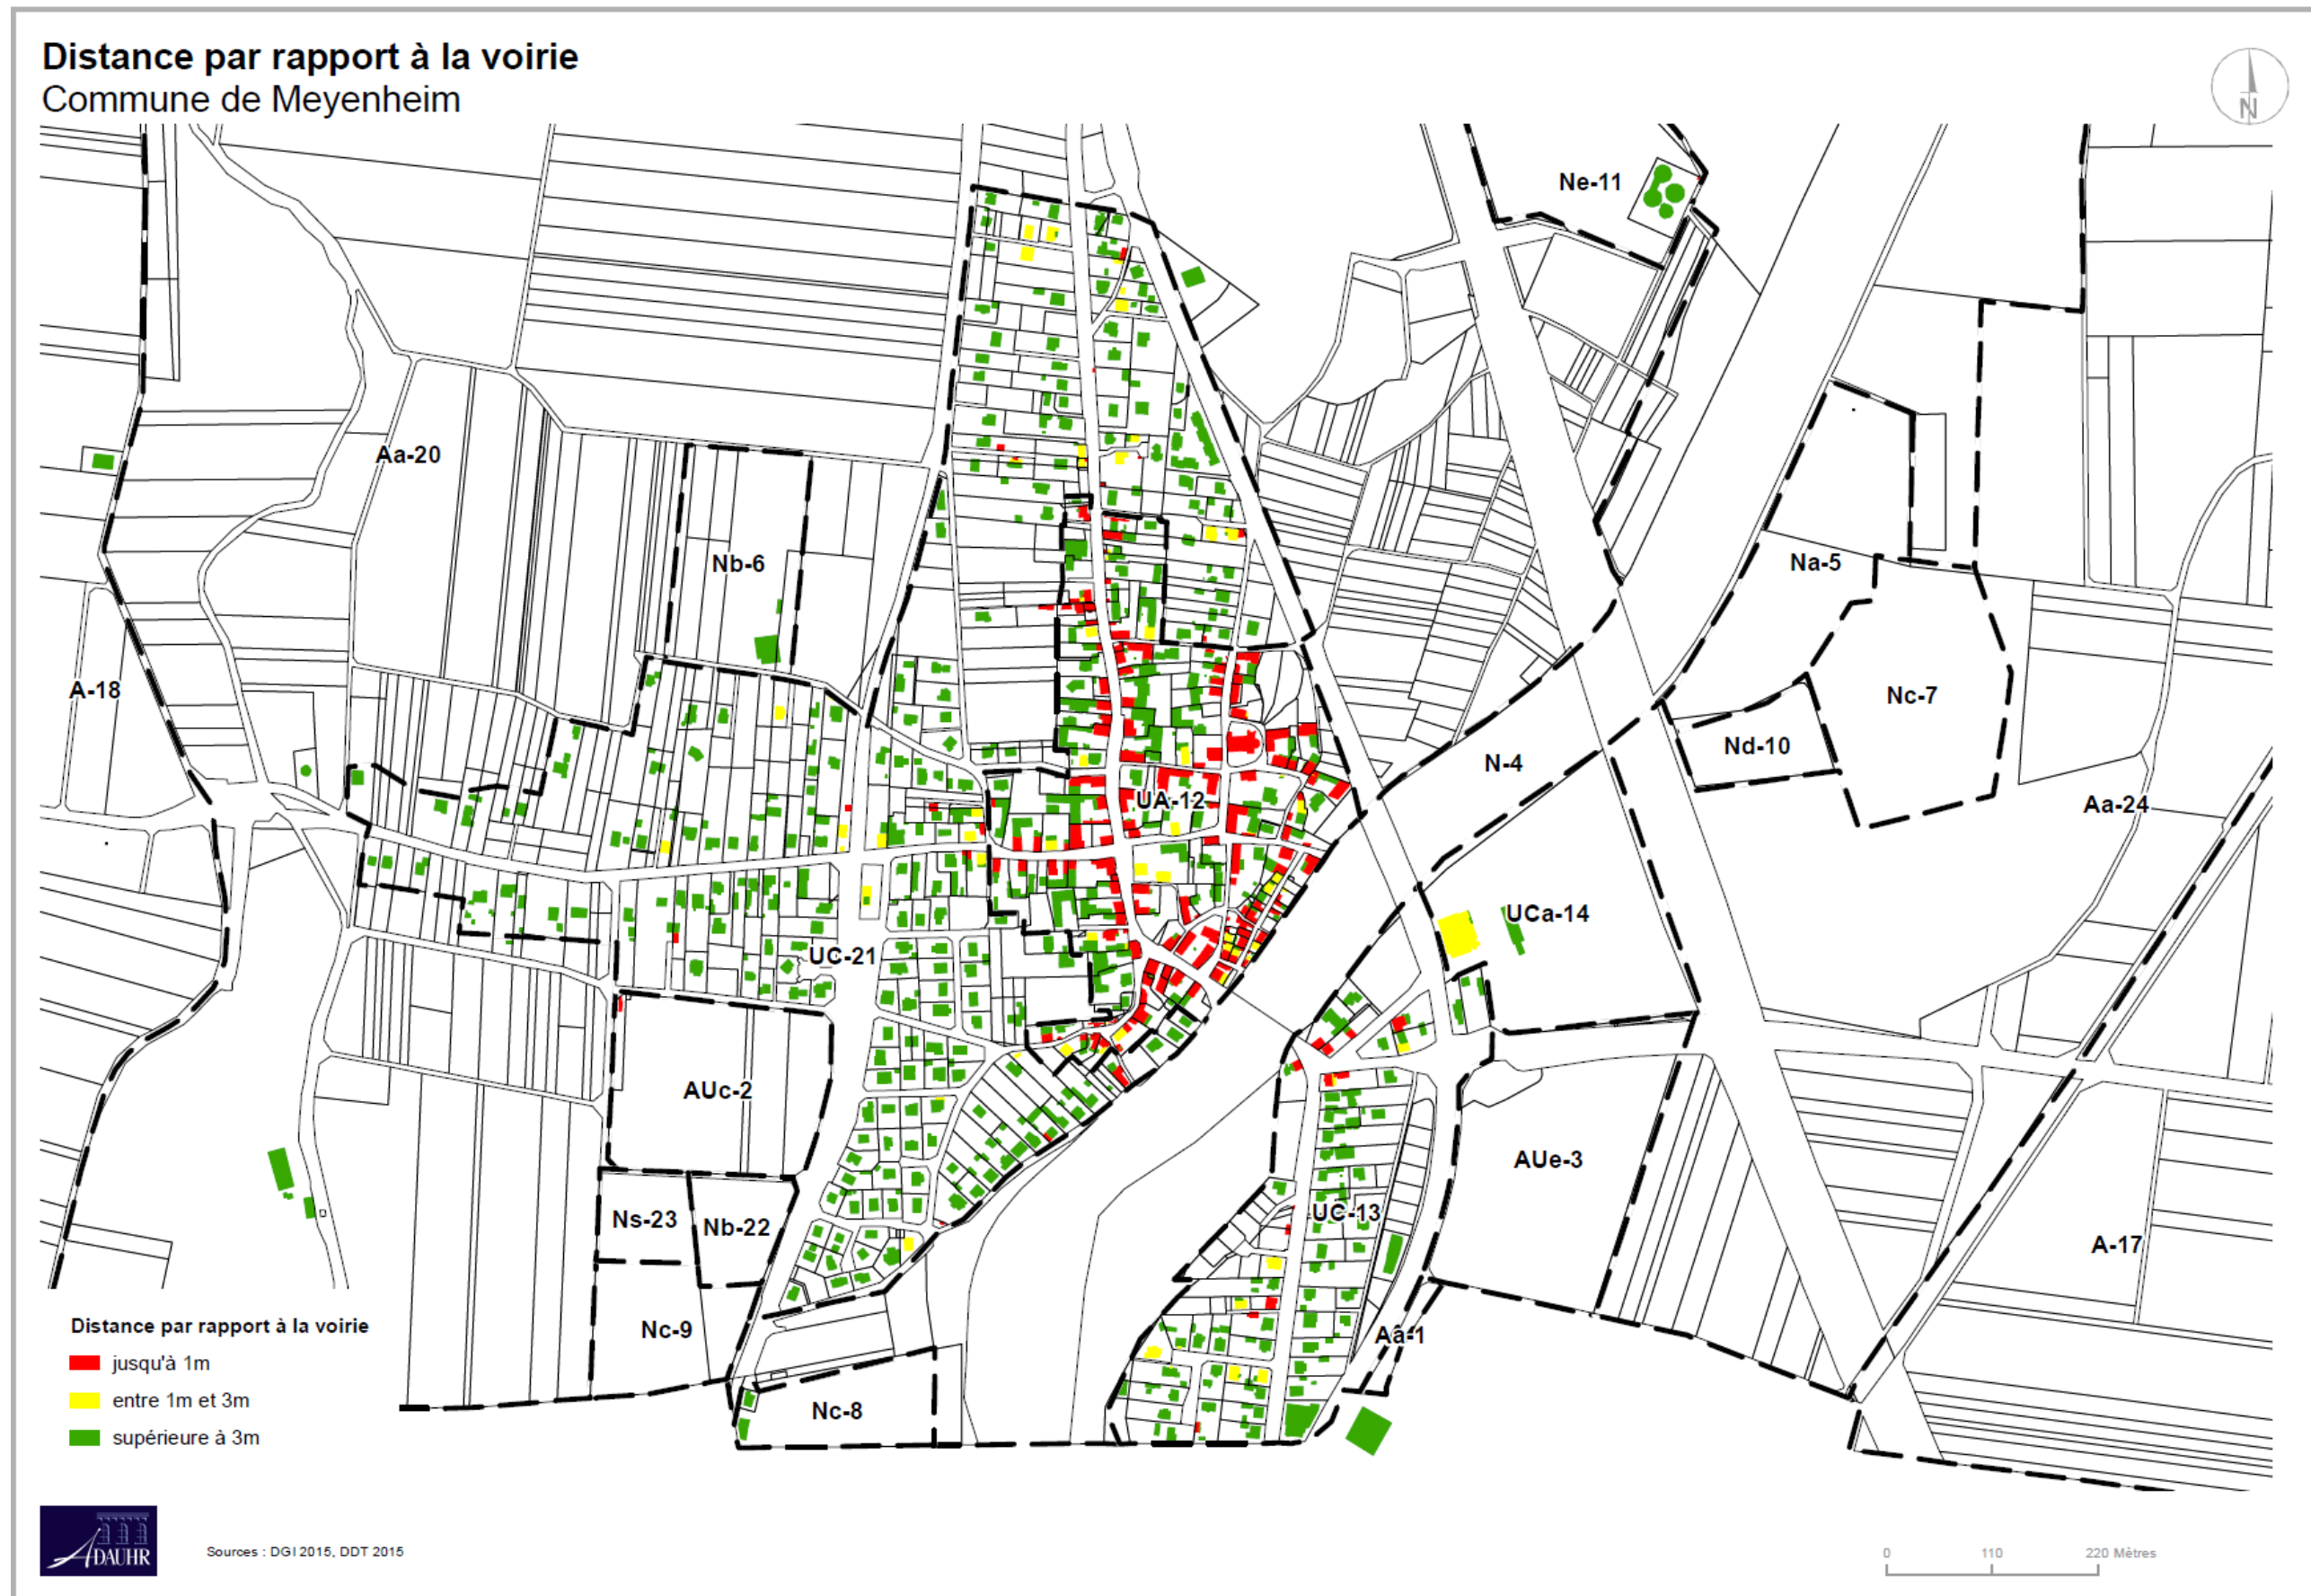 Distance par rapport à la voirie
Commune de Meyenheim
N
Ne-11
Aa-20
Nb-6
Na-5
A-18
Nc-7
Nd-10
N-4
UA-12
Aa-24
UCa-14
UC-21
AUc-2
AUe-3
Ns-23
Nb-22
UC-13
A-17
Nc-9
Aa-1
Nc-8
Distance par rapport à la voirie
jusqu'à 1m
entre 1m et 3m
supérieure à 3m
ADAUHR
Sources : DGI 2015, DDT 2015
0 110 220 Mètres